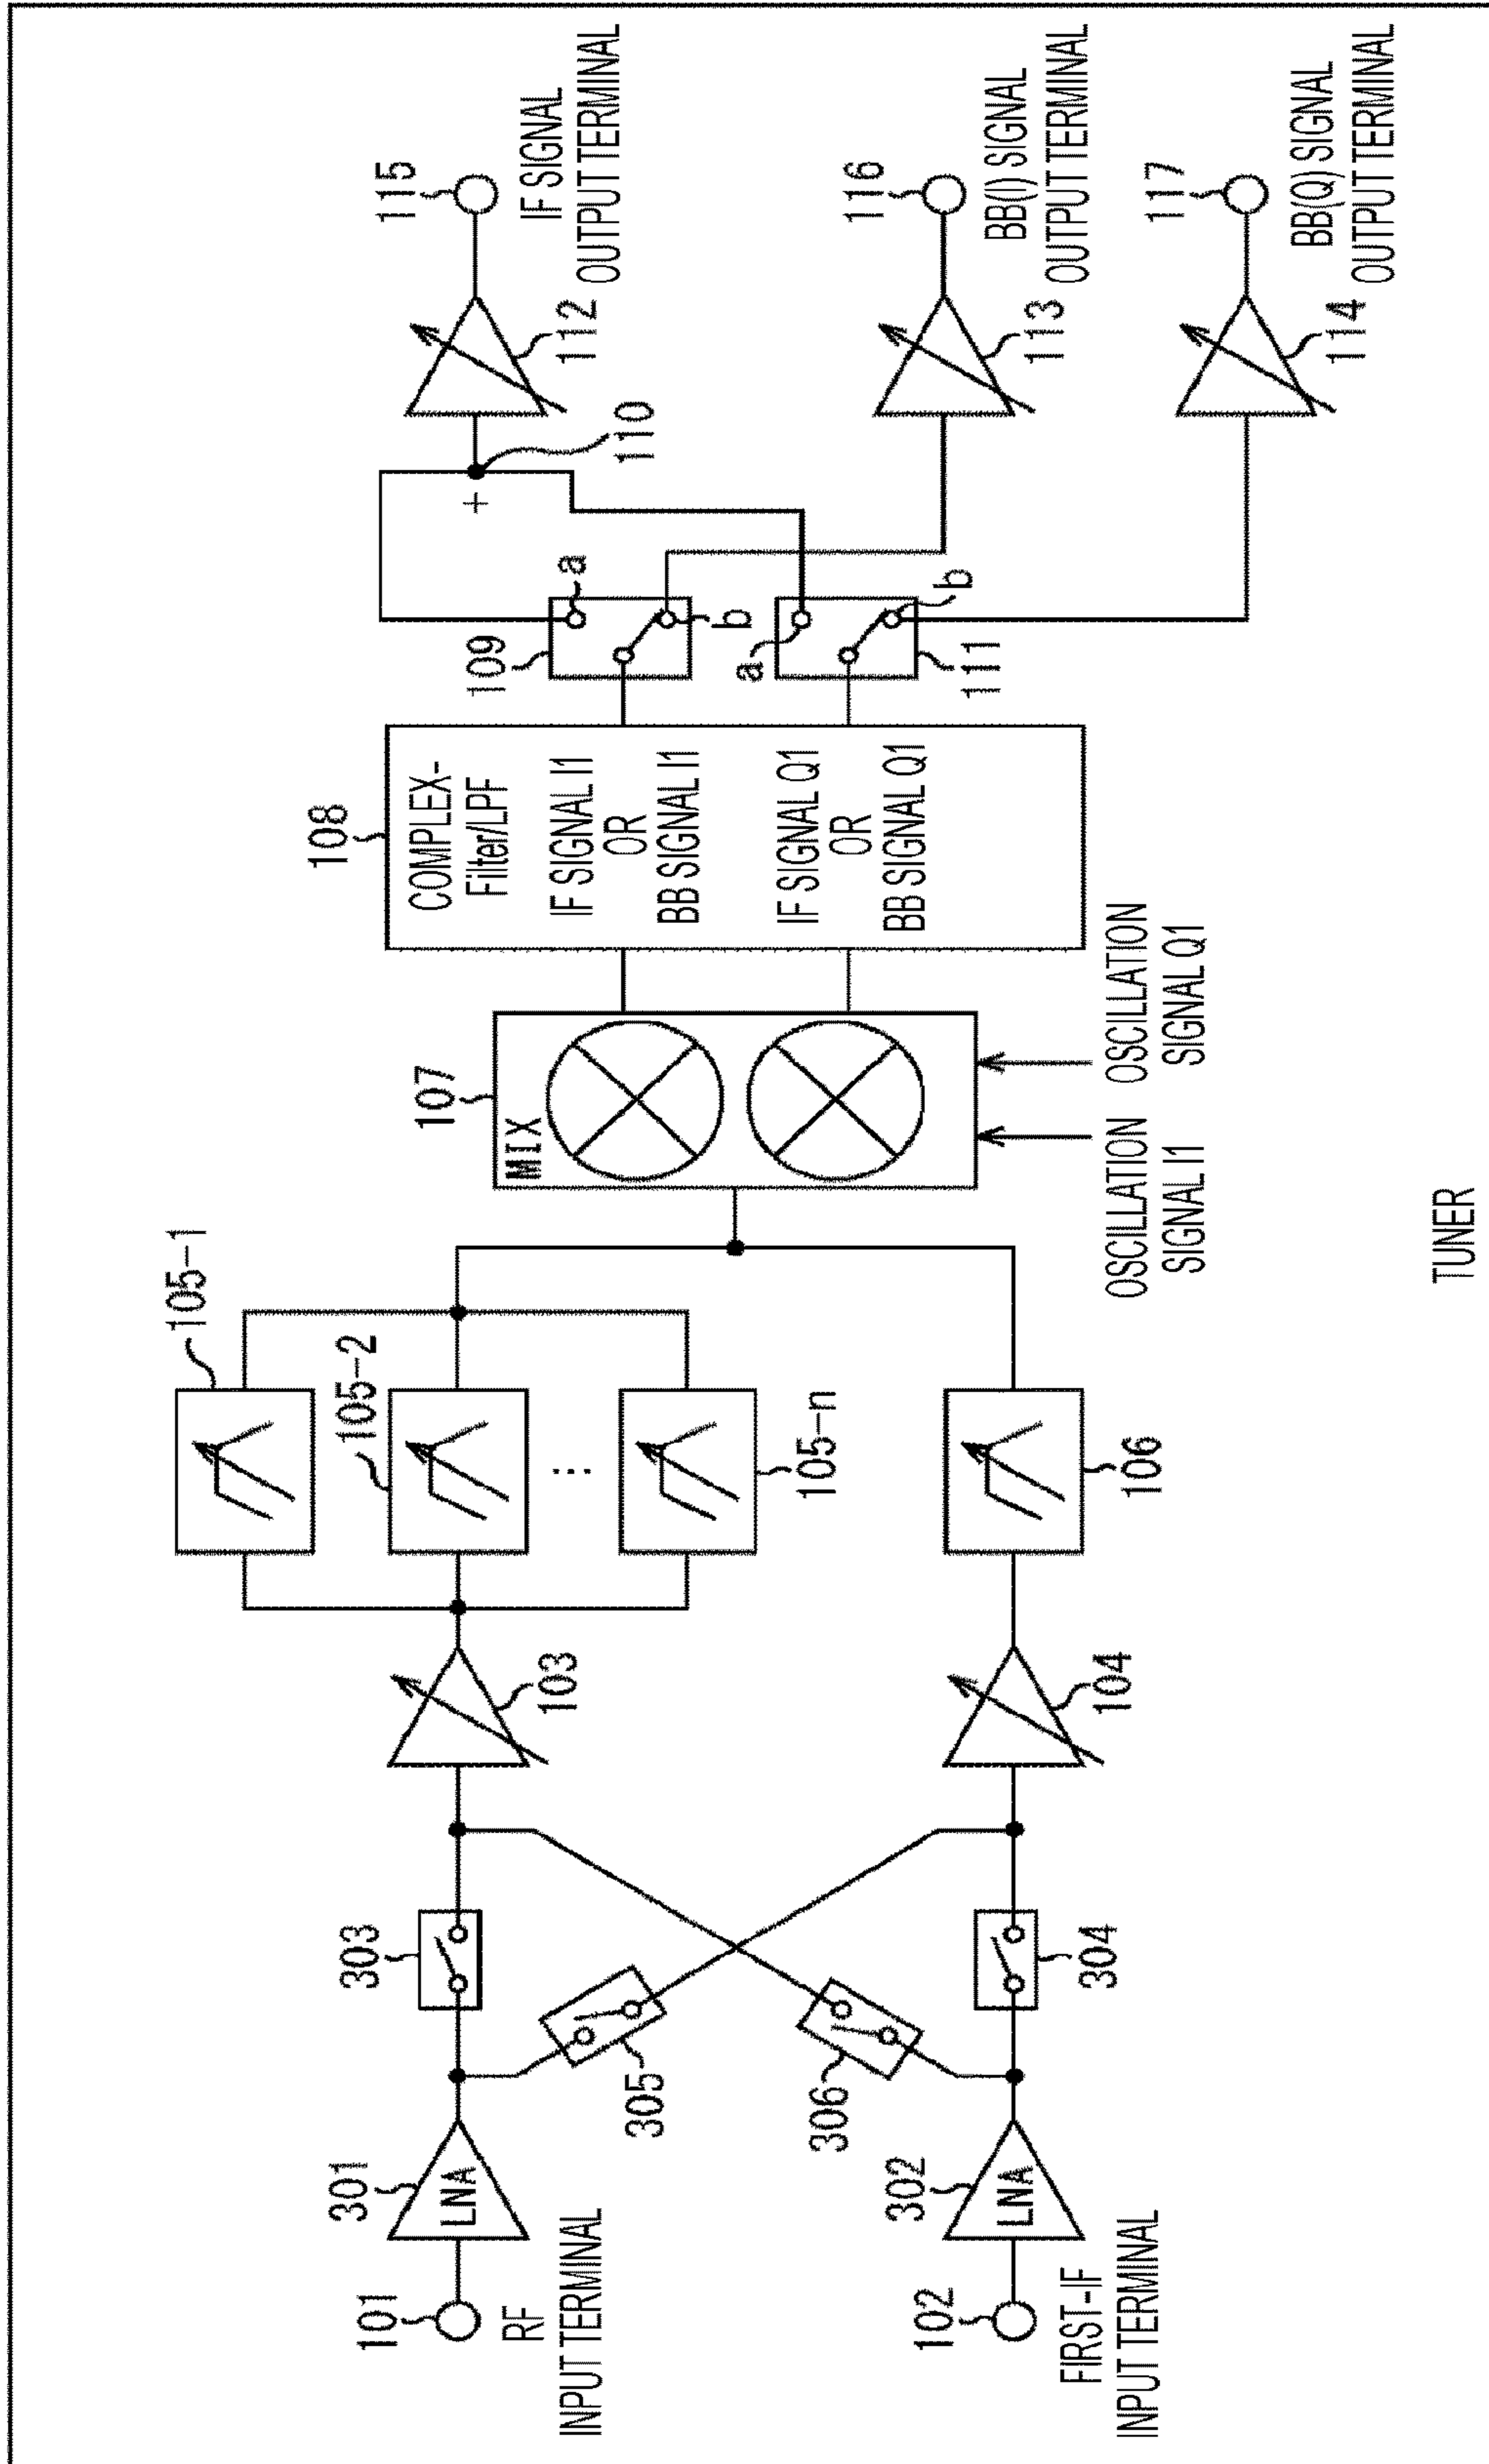 101
RF
INPUT TERMINAL
301
LNA
303
305
306
102
FIRST-IF
INPUT TERMINAL
302
LNA
304
103
104
105-1
105-2
...
105-n
106
107
MIX
OSCILLATION
SIGNAL I1
OSCILLATION
SIGNAL Q1
108
COMPLEX-
Filter/LPF
IF SIGNAL I1
OR
BB SIGNAL I1
IF SIGNAL Q1
OR
BB SIGNAL Q1
109
a
b
a
b
111
+
110
112
115
IF SIGNAL
OUTPUT TERMINAL
113
116
BB(I) SIGNAL
OUTPUT TERMINAL
114
117
BB(Q) SIGNAL
OUTPUT TERMINAL
TUNER